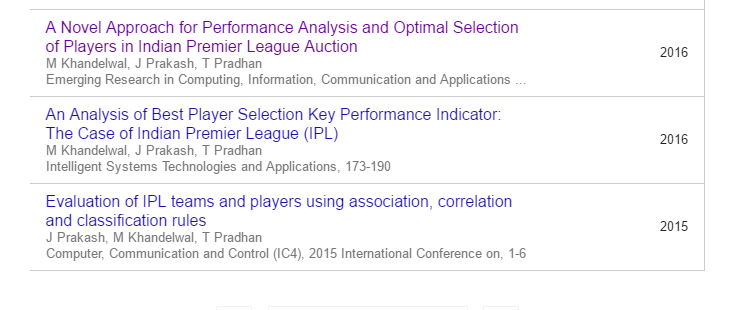 A Novel Approach for Performance Analysis and Optimal Selection
of Players in Indian Premier League Auction
M Khandelwal, J Prakash, T Pradhan
Emerging Research in Computing, Information, Communication and Applications ...
2016
An Analysis of Best Player Selection Key Performance Indicator:
The Case of Indian Premier League (IPL)
M Khandelwal, J Prakash, T Pradhan
Intelligent Systems Technologies and Applications, 173-190
2016
Evaluation of IPL teams and players using association, correlation
and classification rules
J Prakash, M Khandelwal, T Pradhan
Computer, Communication and Control (IC4), 2015 International Conference on, 1-6
2015